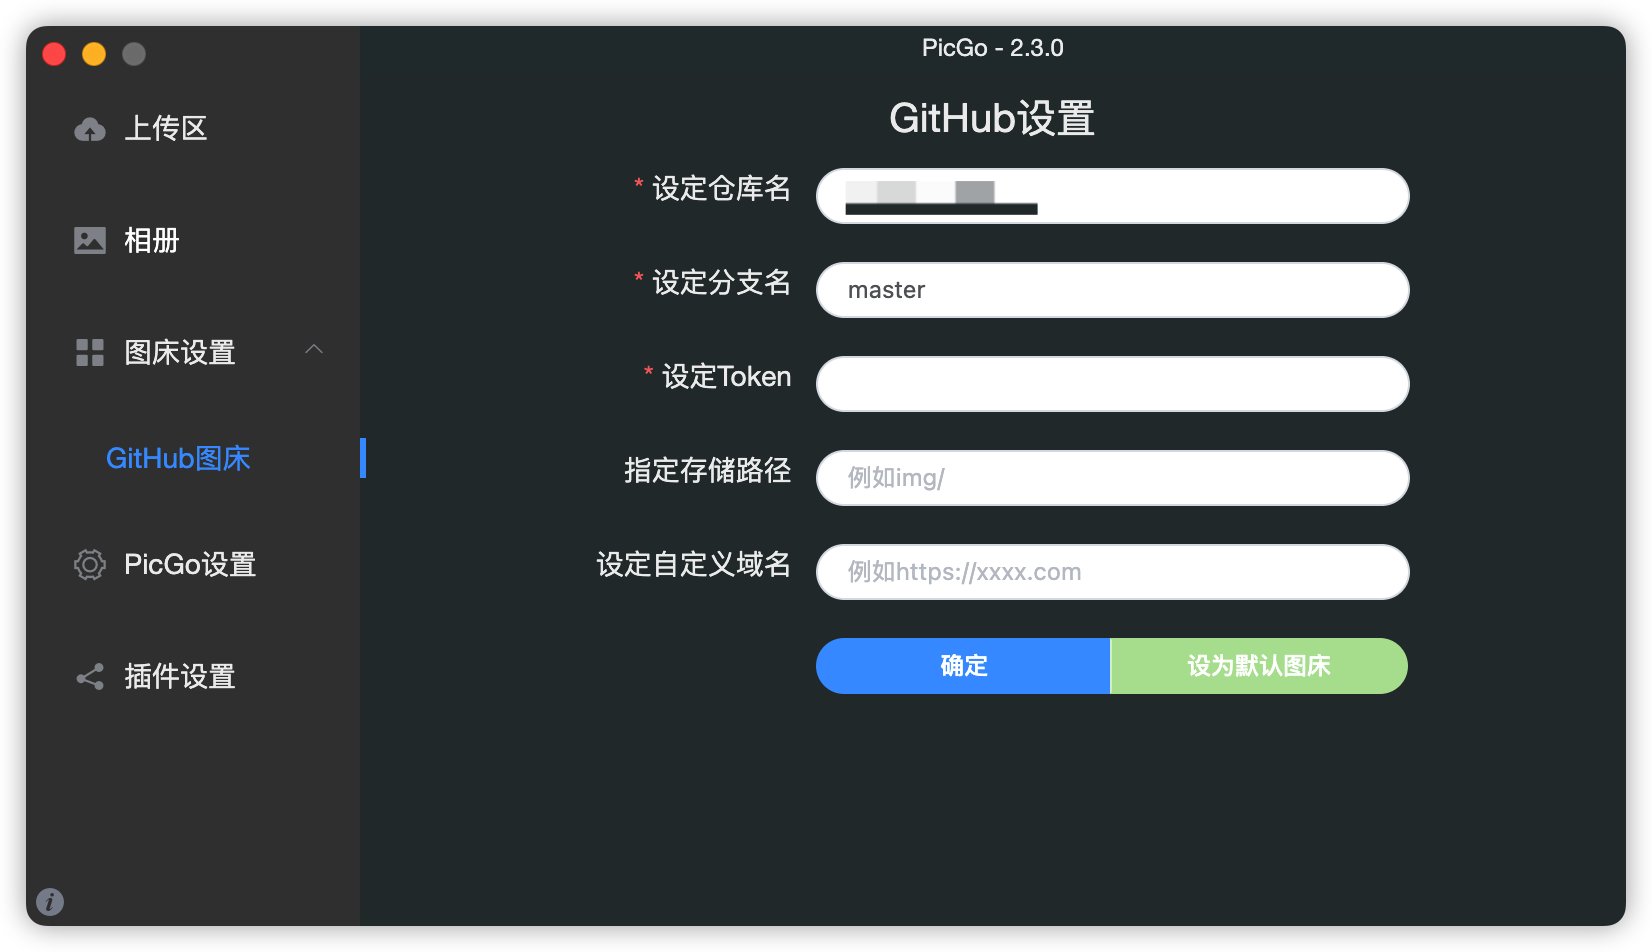 PicGo - 2.3.0
上传区
相册
图床设置
GitHub图床
PicGo设置
插件设置
GitHub设置
* 设定仓库名
* 设定分支名
master
* 设定Token
指定存储路径
例如img/
设定自定义域名
例如https://xxxx.com
确定
设为默认图床
i